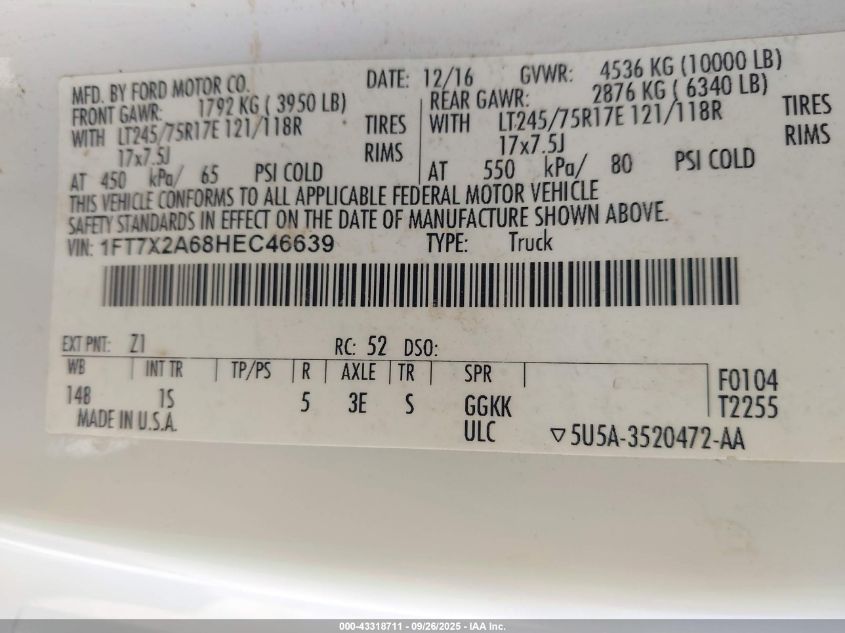 MFD. BY FORD MOTOR CO. DATE: 12/16 GVWR: 4536 KG (10000 LB)
FRONT GAWR: 1792 KG ( 3950 LB) REAR GAWR: 2876 KG ( 6340 LB)
WITH LT245/75R17E 121/118R TIRES WITH LT245/75R17E 121/118R TIRES
17x7.5J RIMS 17x7.5J RIMS
AT 450 kPa/ 65 PSI COLD AT 550 kPa/ 80 PSI COLD
THIS VEHICLE CONFORMS TO ALL APPLICABLE FEDERAL MOTOR VEHICLE
SAFETY STANDARDS IN EFFECT ON THE DATE OF MANUFACTURE SHOWN ABOVE.
VIN: 1FT7X2A68HEC46639 TYPE: Truck
EXT PNT: Z1 RC: 52 DSO:
WB INT TR TP/PS R AXLE TR SPR F0104
148 1S 5 3E S GGKK T2255
MADE IN U.S.A. ULC ▽5U5A-3520472-AA
000-43318711 - 09/26/2025 - IAA Inc.